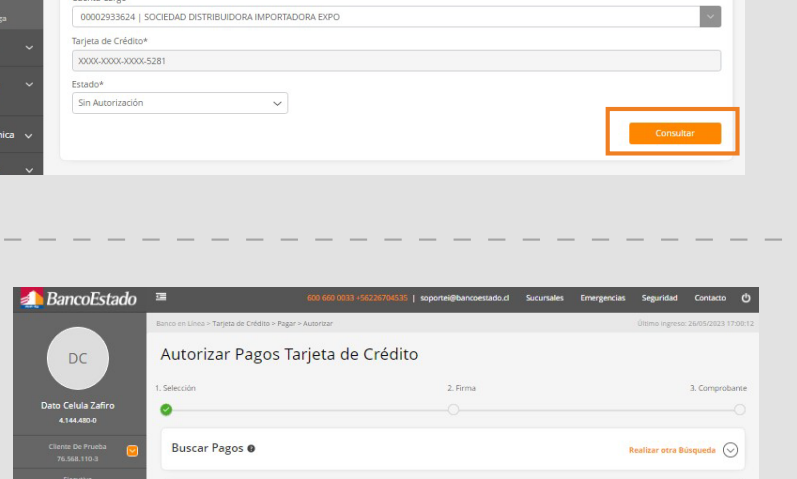 00002933624 | SOCIEDAD DISTRIBUIDORA IMPORTADORA EXPO
Tarjeta de Crédito*
XXXX-XXXX-XXXX-5281
Estado*
Sin Autorización
Consultar
BancoEstado
600 660 0033 +56226704535 | soportei@bancoestado.cl Sucursales Emergencias Seguridad Contacto
Banco en Línea > Tarjeta de Crédito > Pagar > Autorizar
Último ingreso: 26/05/2023 17:00:12
DC
Autorizar Pagos Tarjeta de Crédito
1. Selección 2. Firma 3. Comprobante
Dato Celula Zafiro
4.144.480-0
Cliente De Prueba
76.568.110-3
Buscar Pagos
Realizar otra Búsqueda